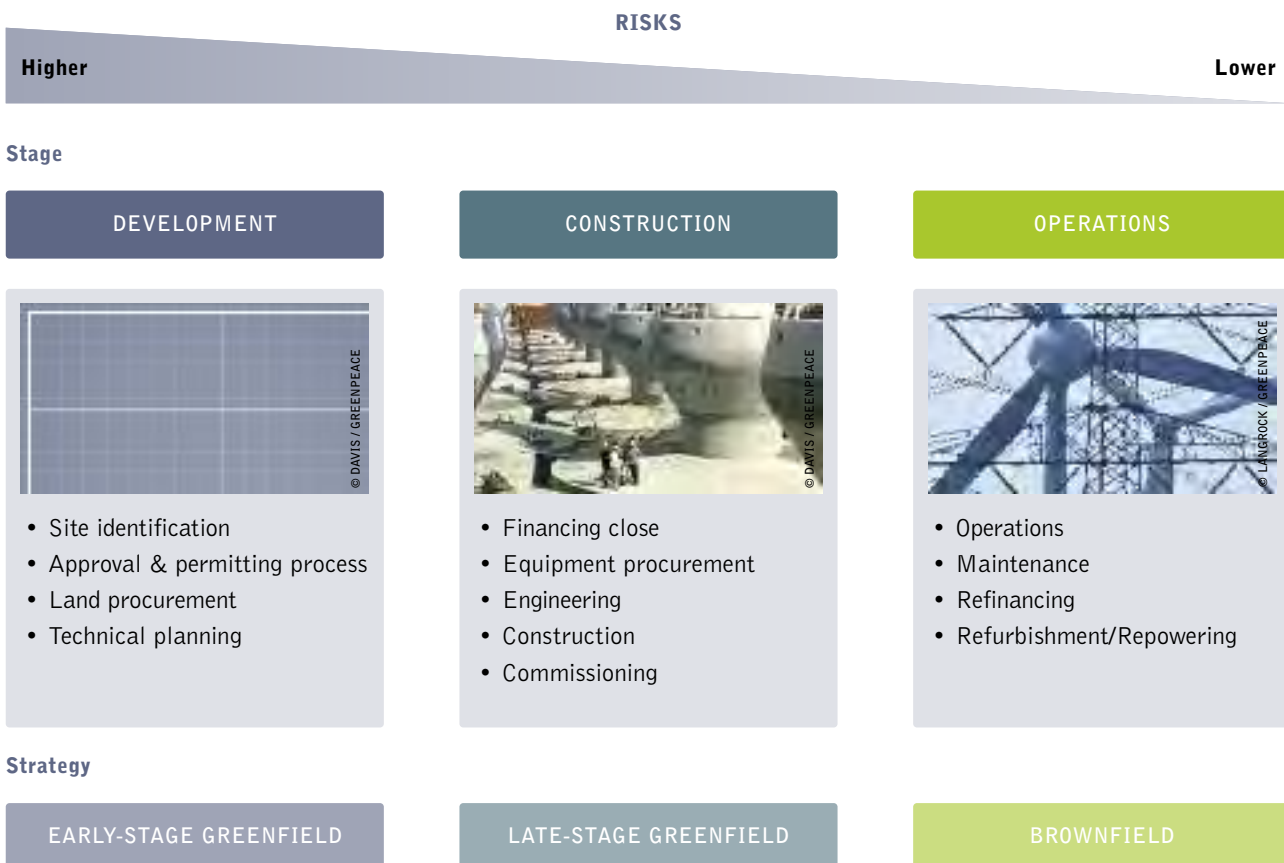 RISKS
Higher
Lower
Stage
DEVELOPMENT
CONSTRUCTION
OPERATIONS
© DAVIS / GREENPEACE
• Site identification
• Approval & permitting process
• Land procurement
• Technical planning
© DAVIS / GREENPEACE
• Financing close
• Equipment procurement
• Engineering
• Construction
• Commissioning
© LANGROCK / GREENPEACE
• Operations
• Maintenance
• Refinancing
• Refurbishment/Repowering
Strategy
EARLY-STAGE GREENFIELD
LATE-STAGE GREENFIELD
BROWNFIELD